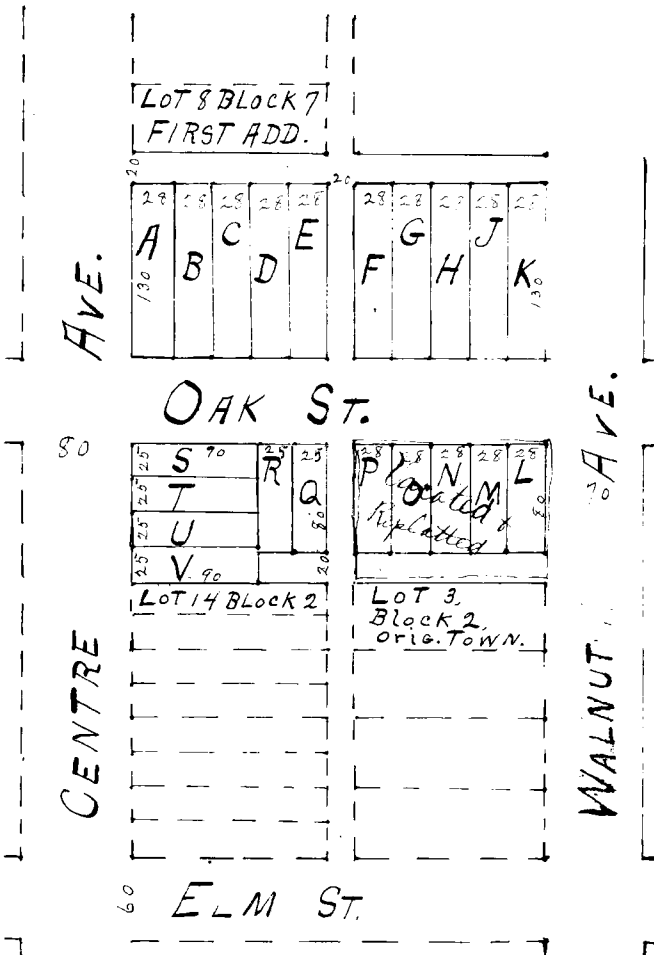 LOT 8 BLOCK 7
FIRST ADD.
20
20
28 28 28 28 28
28 28 28 28 28
A B C D E
F G H J K
130
130
AVE.
OAK ST.
AVE.
80
25 S 90
25 T
25 U
25 V 90
25 25
R Q
80
20
28 28 28 28 28
P O N M L
80
Vacated &
Replatted
70
LOT 14 BLOCK 2
LOT 3,
Block 2,
ORIG. TOWN.
CENTRE
WALNUT
60
ELM ST.